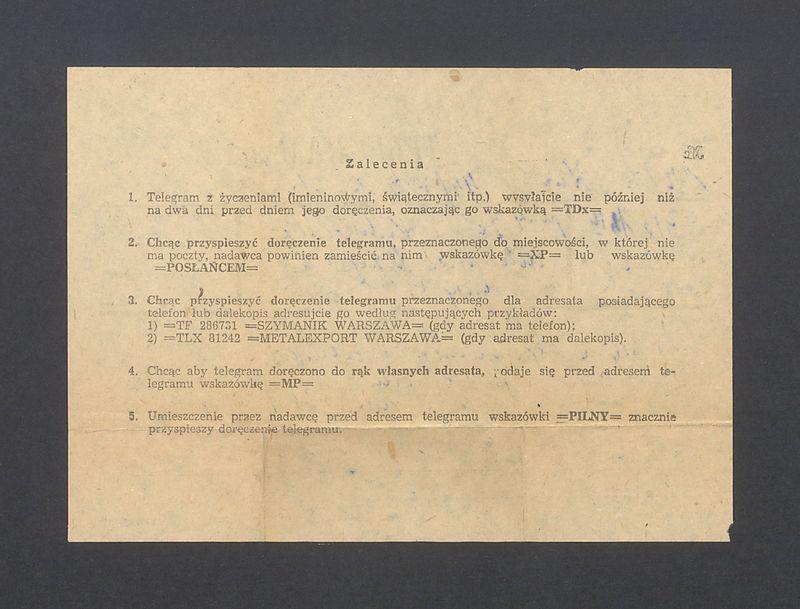 Zalecenia
1. Telegram z życzeniami (imieninowymi, świątecznymi itp.) wysyłajcie nie później niż
na dwa dni przed dniem jego doręczenia, oznaczając go wskazówką =TDx=
2. Chcąc przyspieszyć doręczenie telegramu, przeznaczonego do miejscowości, w której nie
ma poczty, nadawca powinien zamieścić na nim wskazówkę =XP= lub wskazówkę
=POSŁAŃCEM=
3. Chcąc przyspieszyć doręczenie telegramu przeznaczonego dla adresata posiadającego
telefon lub dalekopis adresujcie go według następujących przykładów:
1) =TF 286731 =SZYMANIK WARSZAWA= (gdy adresat ma telefon);
2) =TLX 81242 =METALEXPORT WARSZAWA= (gdy adresat ma dalekopis).
4. Chcąc aby telegram doręczono do rąk własnych adresata, podaje się przed adresem te-
legramu wskazówkę =MP=
5. Umieszczenie przez nadawcę przed adresem telegramu wskazówki =PILNY= znacznie
przyspieszy doręczenie telegramu.